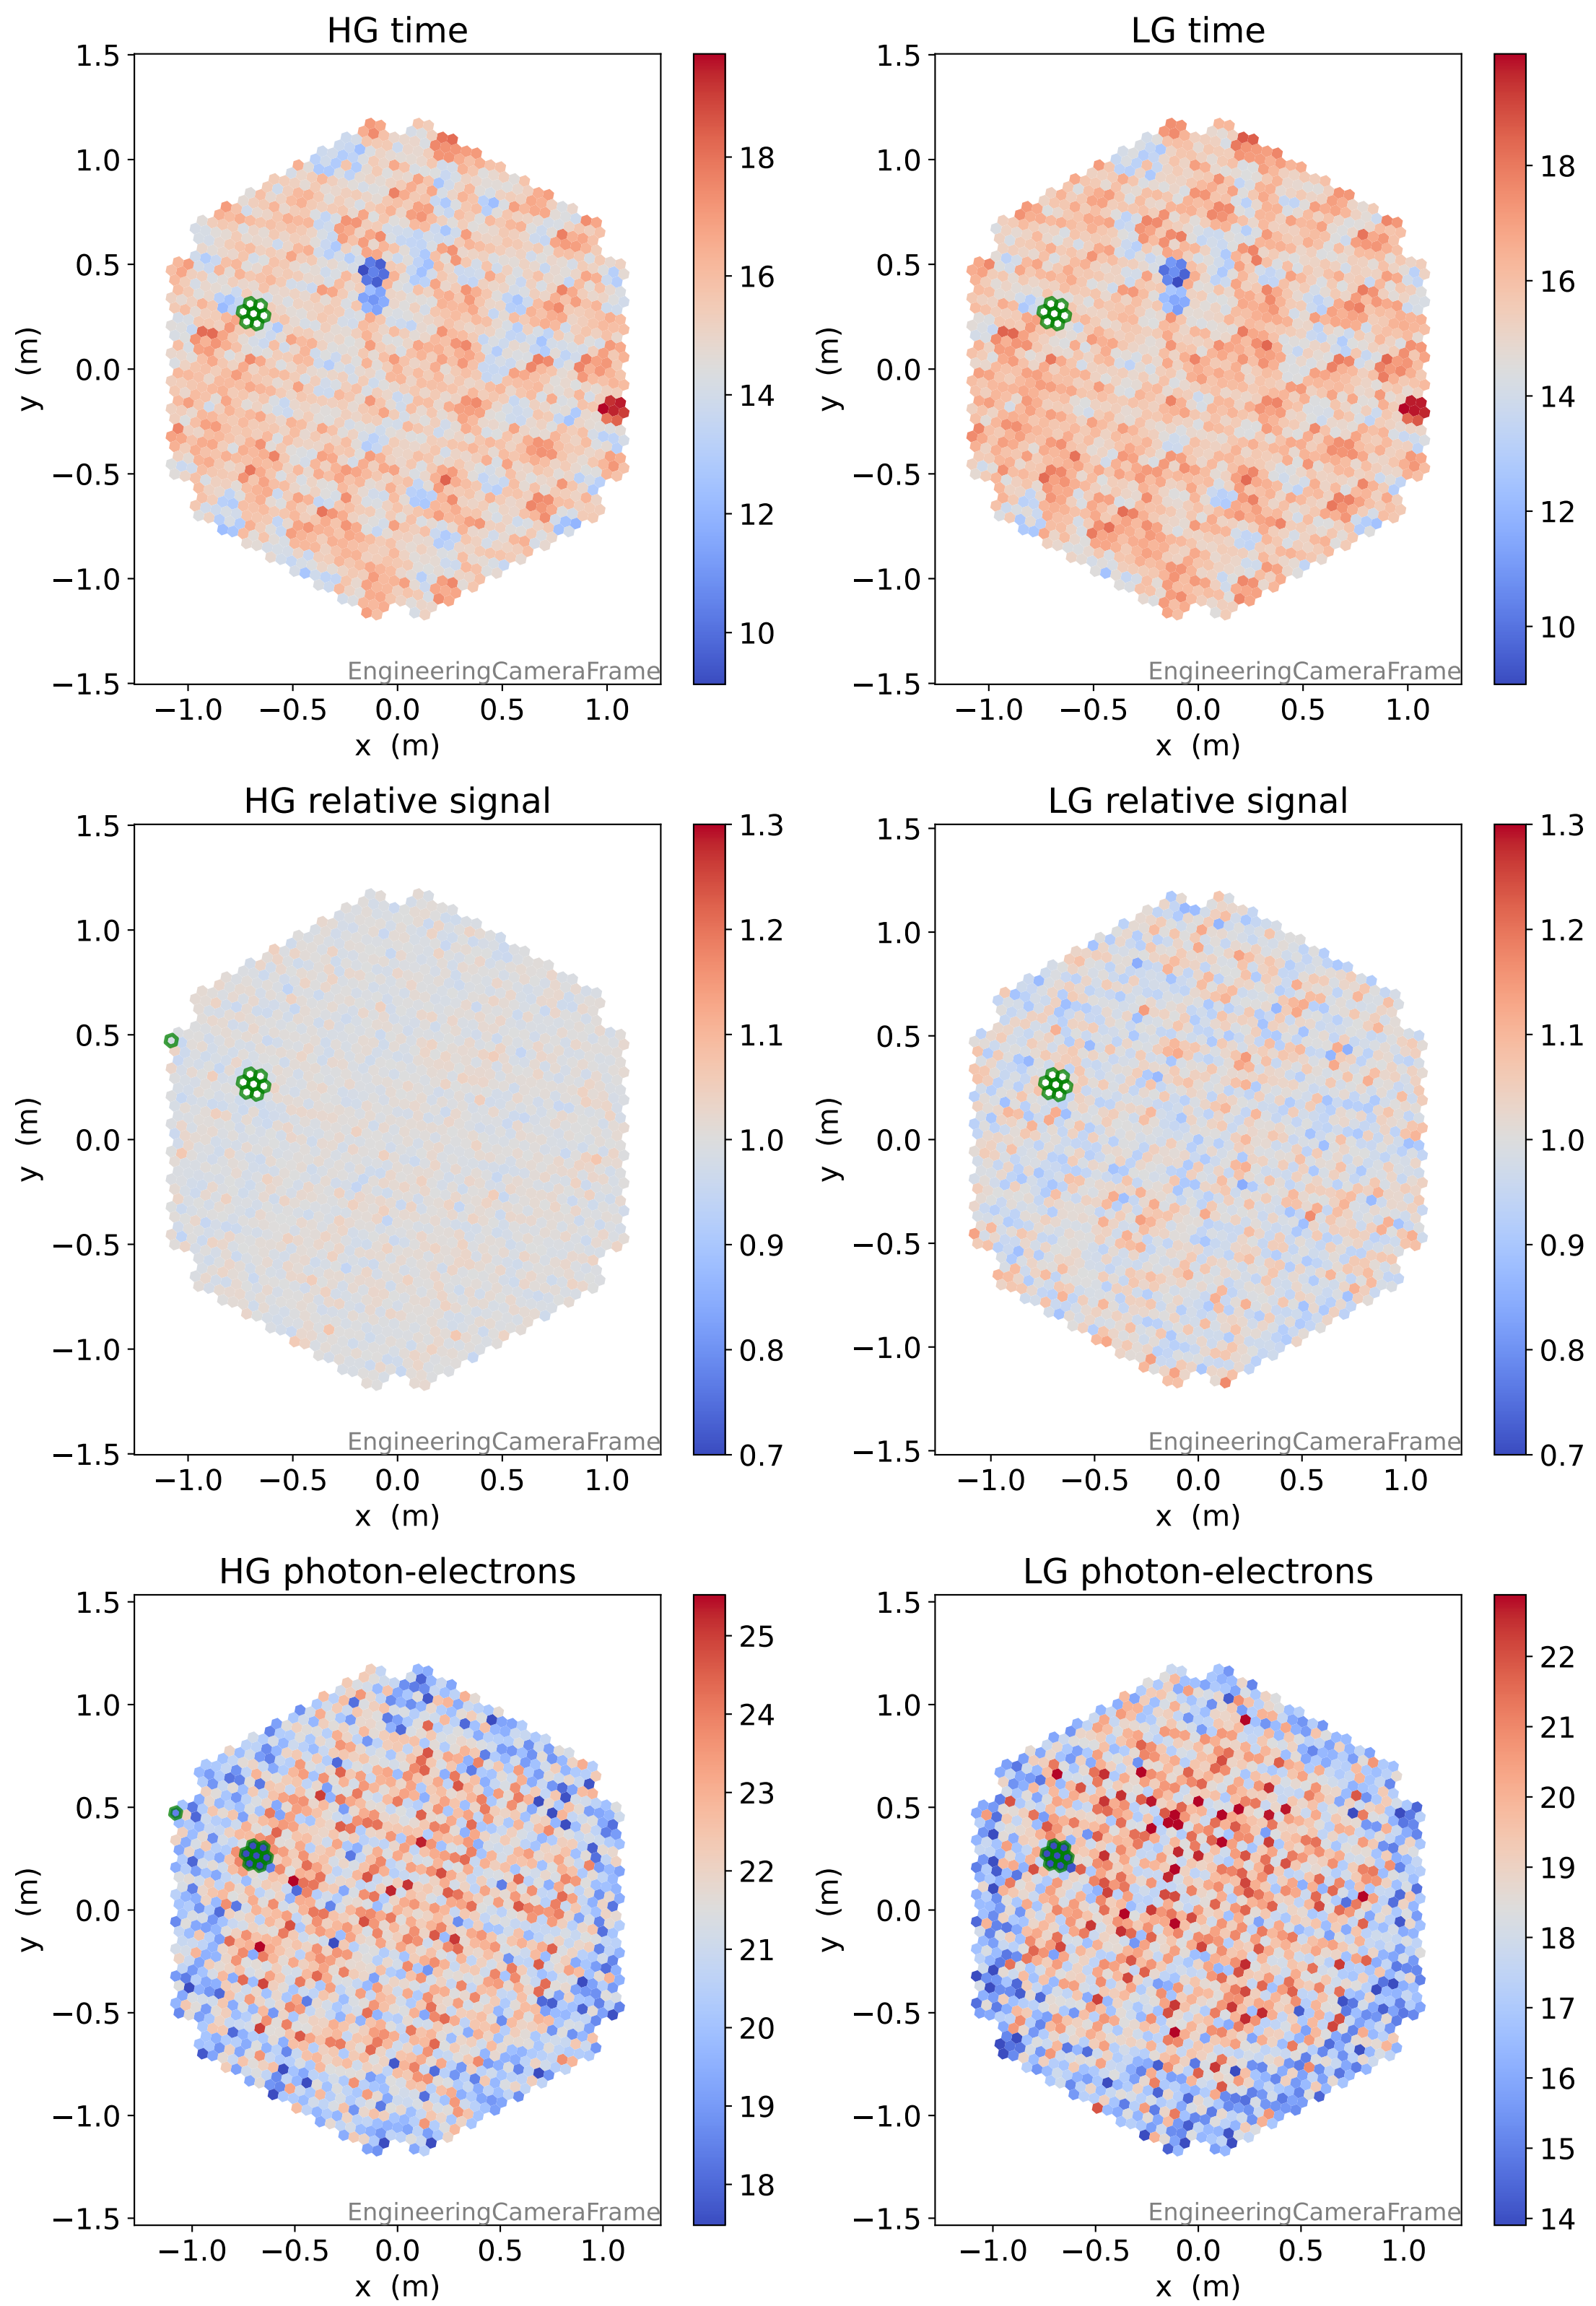 HG time
LG time
1.5
1.0
0.5
0.0
−0.5
−1.0
−1.5
y (m)
EngineeringCameraFrame
−1.0 −0.5 0.0 0.5 1.0
x (m)
18
16
14
12
10
1.5
1.0
0.5
0.0
−0.5
−1.0
−1.5
y (m)
EngineeringCameraFrame
−1.0 −0.5 0.0 0.5 1.0
x (m)
18
16
14
12
10
HG relative signal
LG relative signal
1.5
1.0
0.5
0.0
−0.5
−1.0
−1.5
y (m)
EngineeringCameraFrame
−1.0 −0.5 0.0 0.5 1.0
x (m)
1.3
1.2
1.1
1.0
0.9
0.8
0.7
1.5
1.0
0.5
0.0
−0.5
−1.0
−1.5
y (m)
EngineeringCameraFrame
−1.0 −0.5 0.0 0.5 1.0
x (m)
1.3
1.2
1.1
1.0
0.9
0.8
0.7
HG photon-electrons
LG photon-electrons
1.5
1.0
0.5
0.0
−0.5
−1.0
−1.5
y (m)
EngineeringCameraFrame
−1.0 −0.5 0.0 0.5 1.0
x (m)
25
24
23
22
21
20
19
18
1.5
1.0
0.5
0.0
−0.5
−1.0
−1.5
y (m)
EngineeringCameraFrame
−1.0 −0.5 0.0 0.5 1.0
x (m)
22
21
20
19
18
17
16
15
14